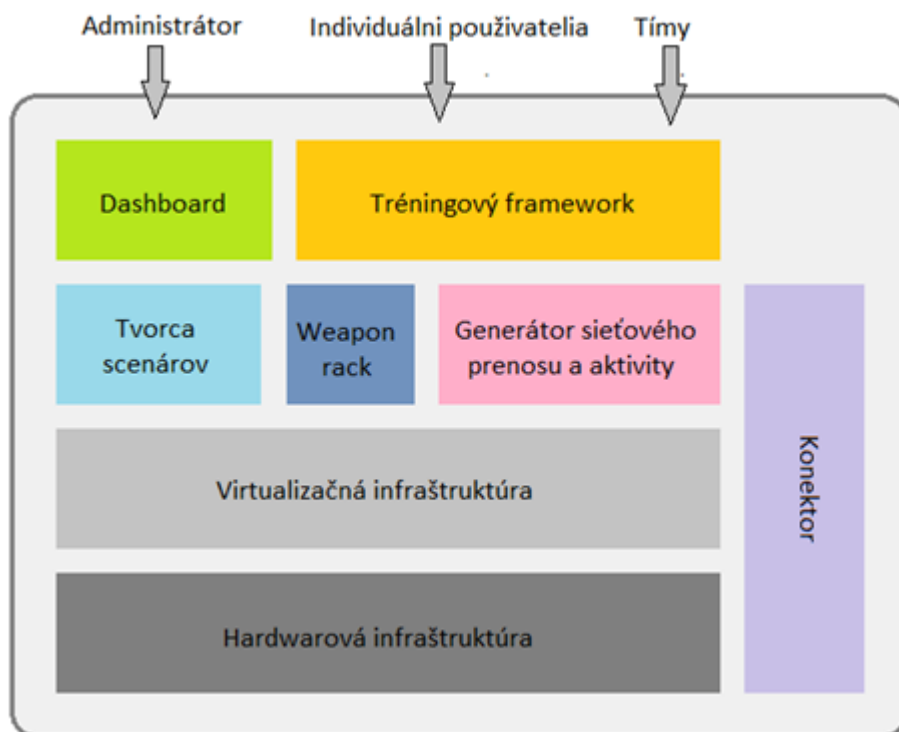 Administrátor
Individuálni použivatelia
Tímy
Dashboard
Tréningový framework
Tvorca
scenárov
Weapon
rack
Generátor sieťového
prenosu a aktivity
Konektor
Virtualizačná infraštruktúra
Hardwarová infraštruktúra